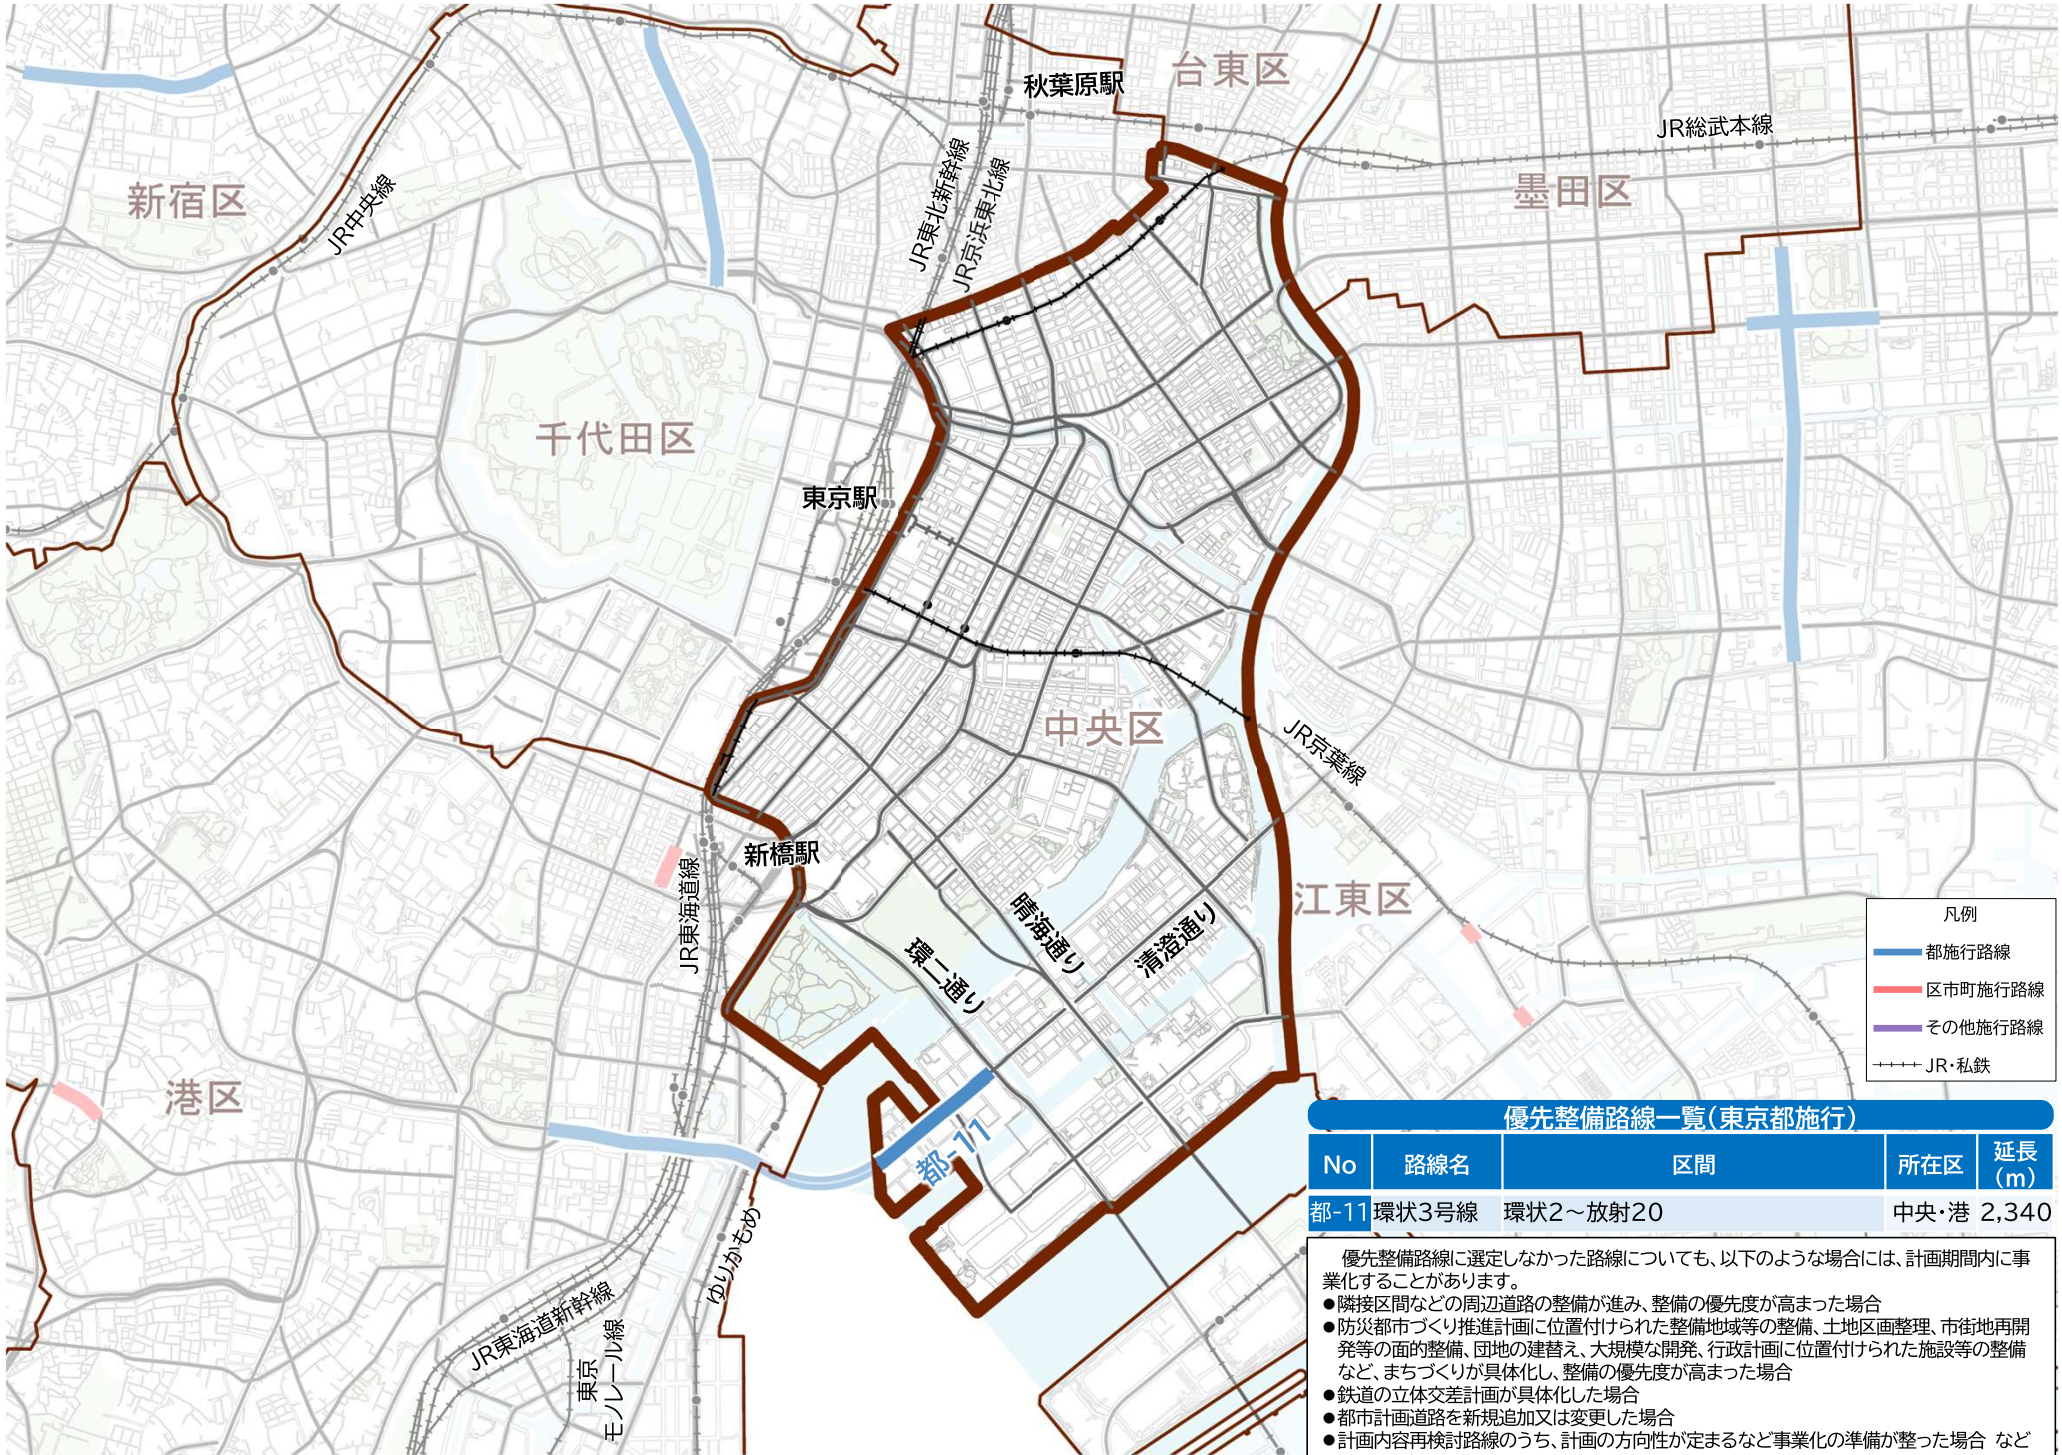 台東区
秋葉原駅
JR総武本線
新宿区
JR中央線
JR東北新幹線
JR京浜東北線
墨田区
千代田区
東京駅
中央区
JR京葉線
新橋駅
JR東海道線
江東区
晴海通り
清澄通り
環二通り
凡例
都施行路線
区市町施行路線
その他施行路線
JR・私鉄
港区
都-11
ゆりかもめ
JR東海道新幹線
東京
モノレール線
優先整備路線一覧(東京都施行)
No 路線名 区間 所在区 延長
(m)
都-11 環状3号線 環状2~放射20 中央・港 2,340
優先整備路線に選定しなかった路線についても、以下のような場合には、計画期間内に事
業化することがあります。
●隣接区間などの周辺道路の整備が進み、整備の優先度が高まった場合
●防災都市づくり推進計画に位置付けられた整備地域等の整備、土地区画整理、市街地再開
発等の面的整備、団地の建替え、大規模な開発、行政計画に位置付けられた施設等の整備
など、まちづくりが具体化し、整備の優先度が高まった場合
●鉄道の立体交差計画が具体化した場合
●都市計画道路を新規追加又は変更した場合
●計画内容再検討路線のうち、計画の方向性が定まるなど事業化の準備が整った場合 など